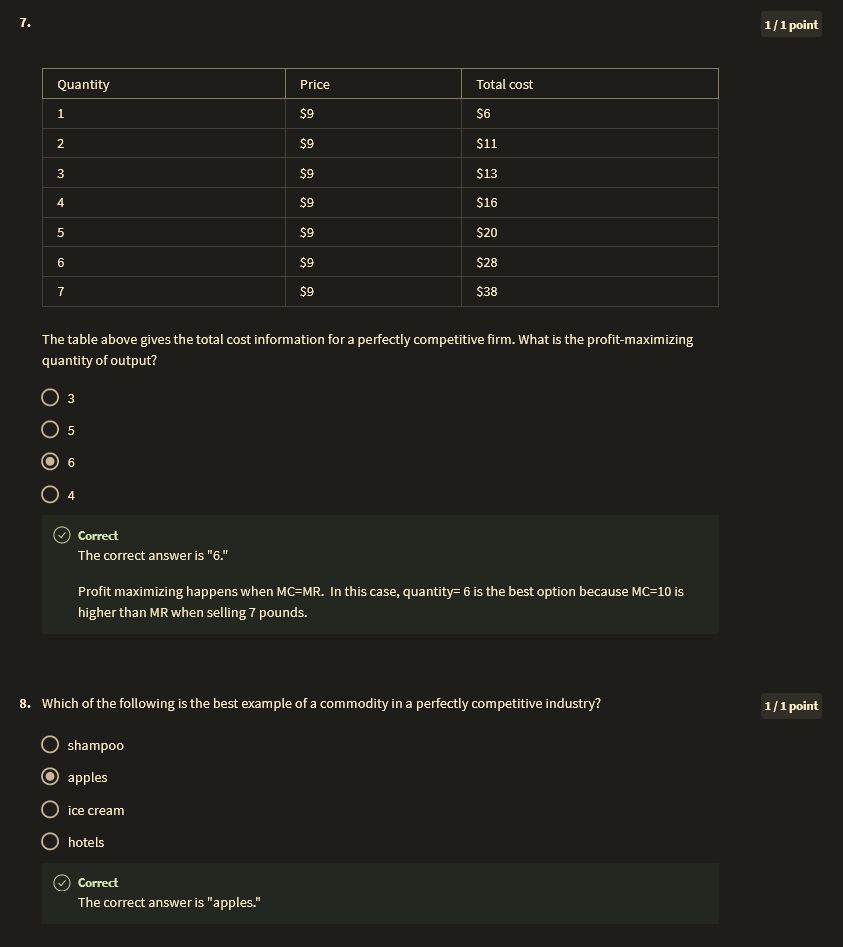 7.
1 / 1 point
Quantity Price Total cost
1 $9 $6
2 $9 $11
3 $9 $13
4 $9 $16
5 $9 $20
6 $9 $28
7 $9 $38
The table above gives the total cost information for a perfectly competitive firm. What is the profit-maximizing
quantity of output?
3
5
6
4
Correct
The correct answer is "6."
Profit maximizing happens when MC=MR. In this case, quantity= 6 is the best option because MC=10 is
higher than MR when selling 7 pounds.
8. Which of the following is the best example of a commodity in a perfectly competitive industry?
1 / 1 point
shampoo
apples
ice cream
hotels
Correct
The correct answer is "apples."